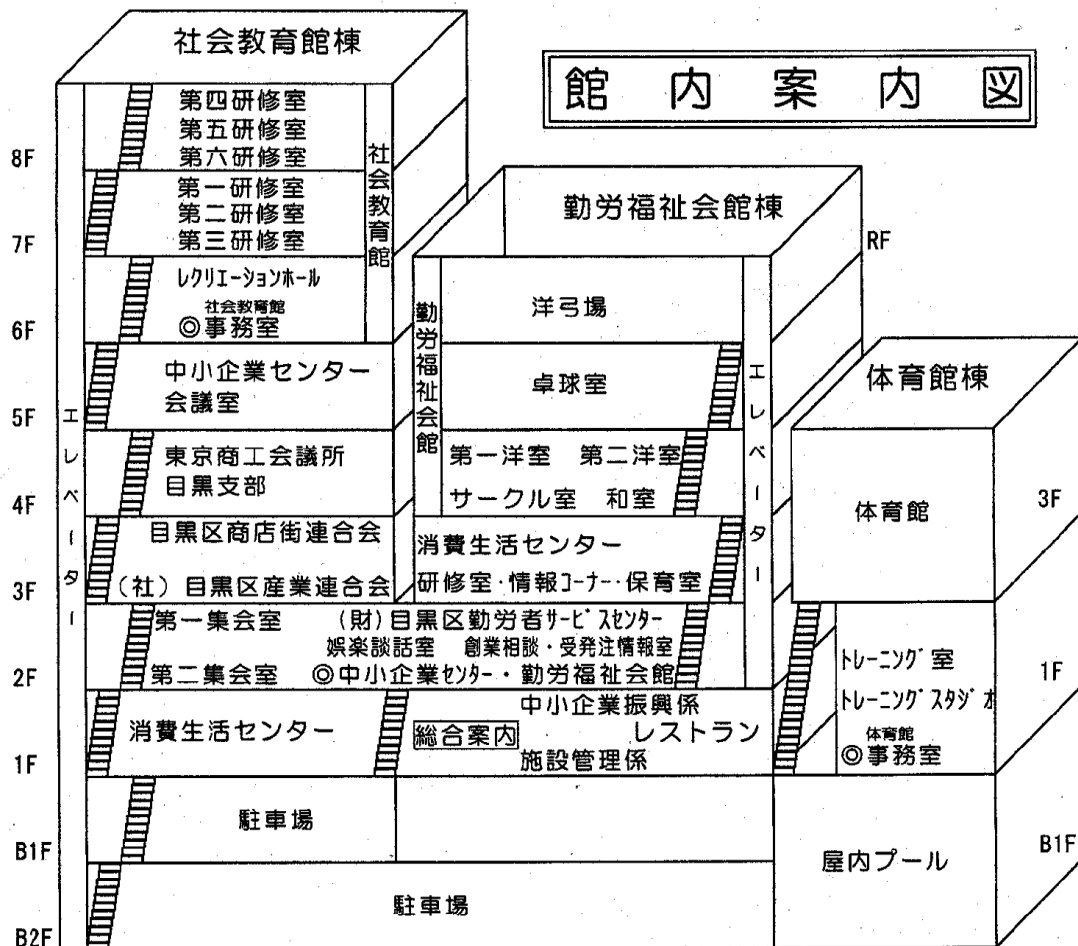 館内案内図
社会教育館棟
8F
第四研修室
第五研修室
第六研修室
社会教育館
7F
第一研修室
第二研修室
第三研修室
6F
レクリエーションホール
社会教育館
◎事務室
5F
中小企業センター
会議室
エレベーター
4F
東京商工会議所
目黒支部
3F
目黒区商店街連合会
(社)目黒区産業連合会
勤労福祉会館棟
RF
勤労福祉会館
洋弓場
卓球室
エレベーター
第一洋室 第二洋室
サークル室 和室
消費生活センター
研修室・情報コーナー・保育室
2F
第一集会室 (財)目黒区勤労者サービスセンター
娯楽談話室 創業相談・受発注情報室
第二集会室 ◎中小企業センター・勤労福祉会館
1F
消費生活センター
中小企業振興係
総合案内 レストラン
施設管理係
B1F
駐車場
B2F
駐車場
体育館棟
3F
体育館
1F
トレーニング室
トレーニングスタジオ
体育館
◎事務室
B1F
屋内プール